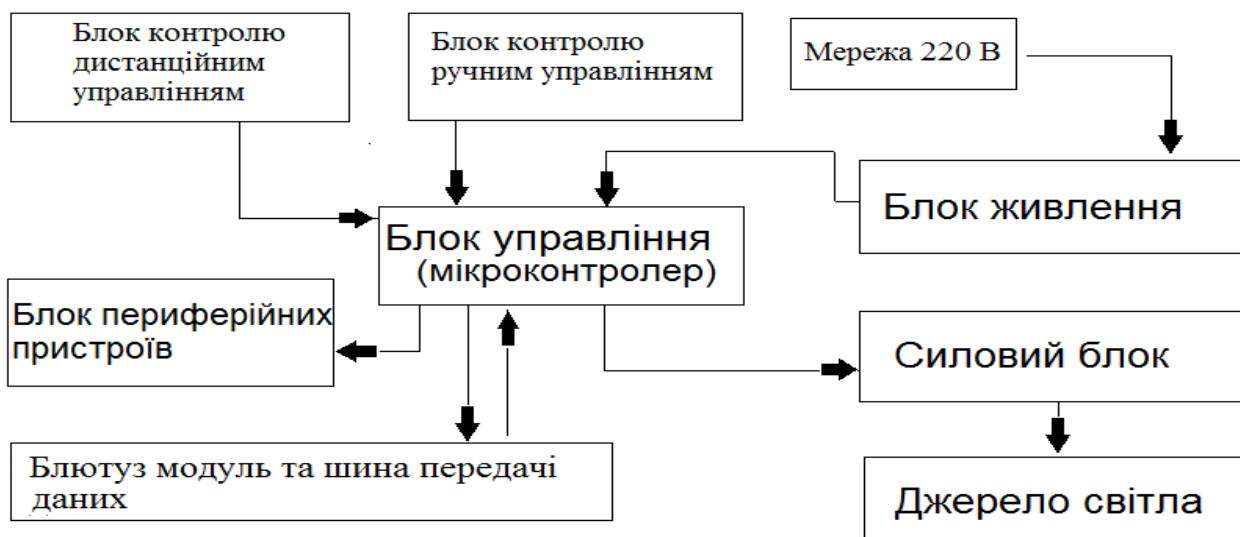 Блок контролю
дистанційним
управлінням
Блок контролю
ручним управлінням
Мережа 220 В
Блок живлення
Блок управління
(мікроконтролер)
Блок периферійних
пристроїв
Силовий блок
Блютуз модуль та шина передачі
даних
Джерело світла